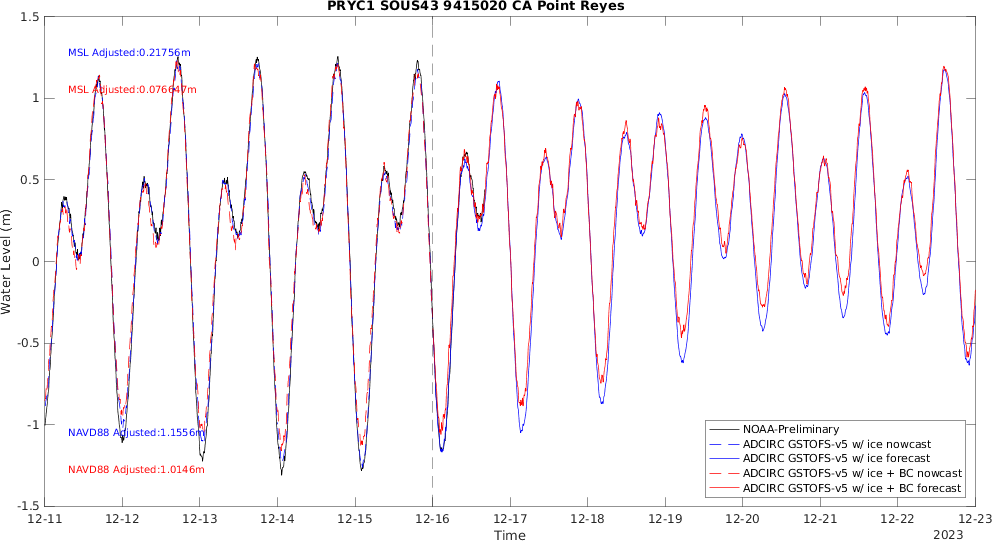 PRYC1 SOUS43 9415020 CA Point Reyes
MSL Adjusted:0.21756m
MSL Adjusted:0.076647m
NAVD88 Adjusted:1.1556m
NAVD88 Adjusted:1.0146m
Water Level (m)
1.5
1
0.5
0
-0.5
-1
-1.5
NOAA-Preliminary
ADCIRC GSTOFS-v5 w/ ice nowcast
ADCIRC GSTOFS-v5 w/ ice forecast
ADCIRC GSTOFS-v5 w/ ice + BC nowcast
ADCIRC GSTOFS-v5 w/ ice + BC forecast
12-11 12-12 12-13 12-14 12-15 12-16 12-17 12-18 12-19 12-20 12-21 12-22 12-23
Time
2023